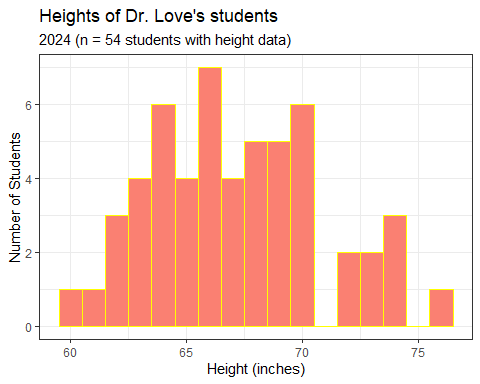 Heights of Dr. Love's students
2024 (n = 54 students with height data)
Number of Students
6
4
2
0
60
65
70
75
Height (inches)